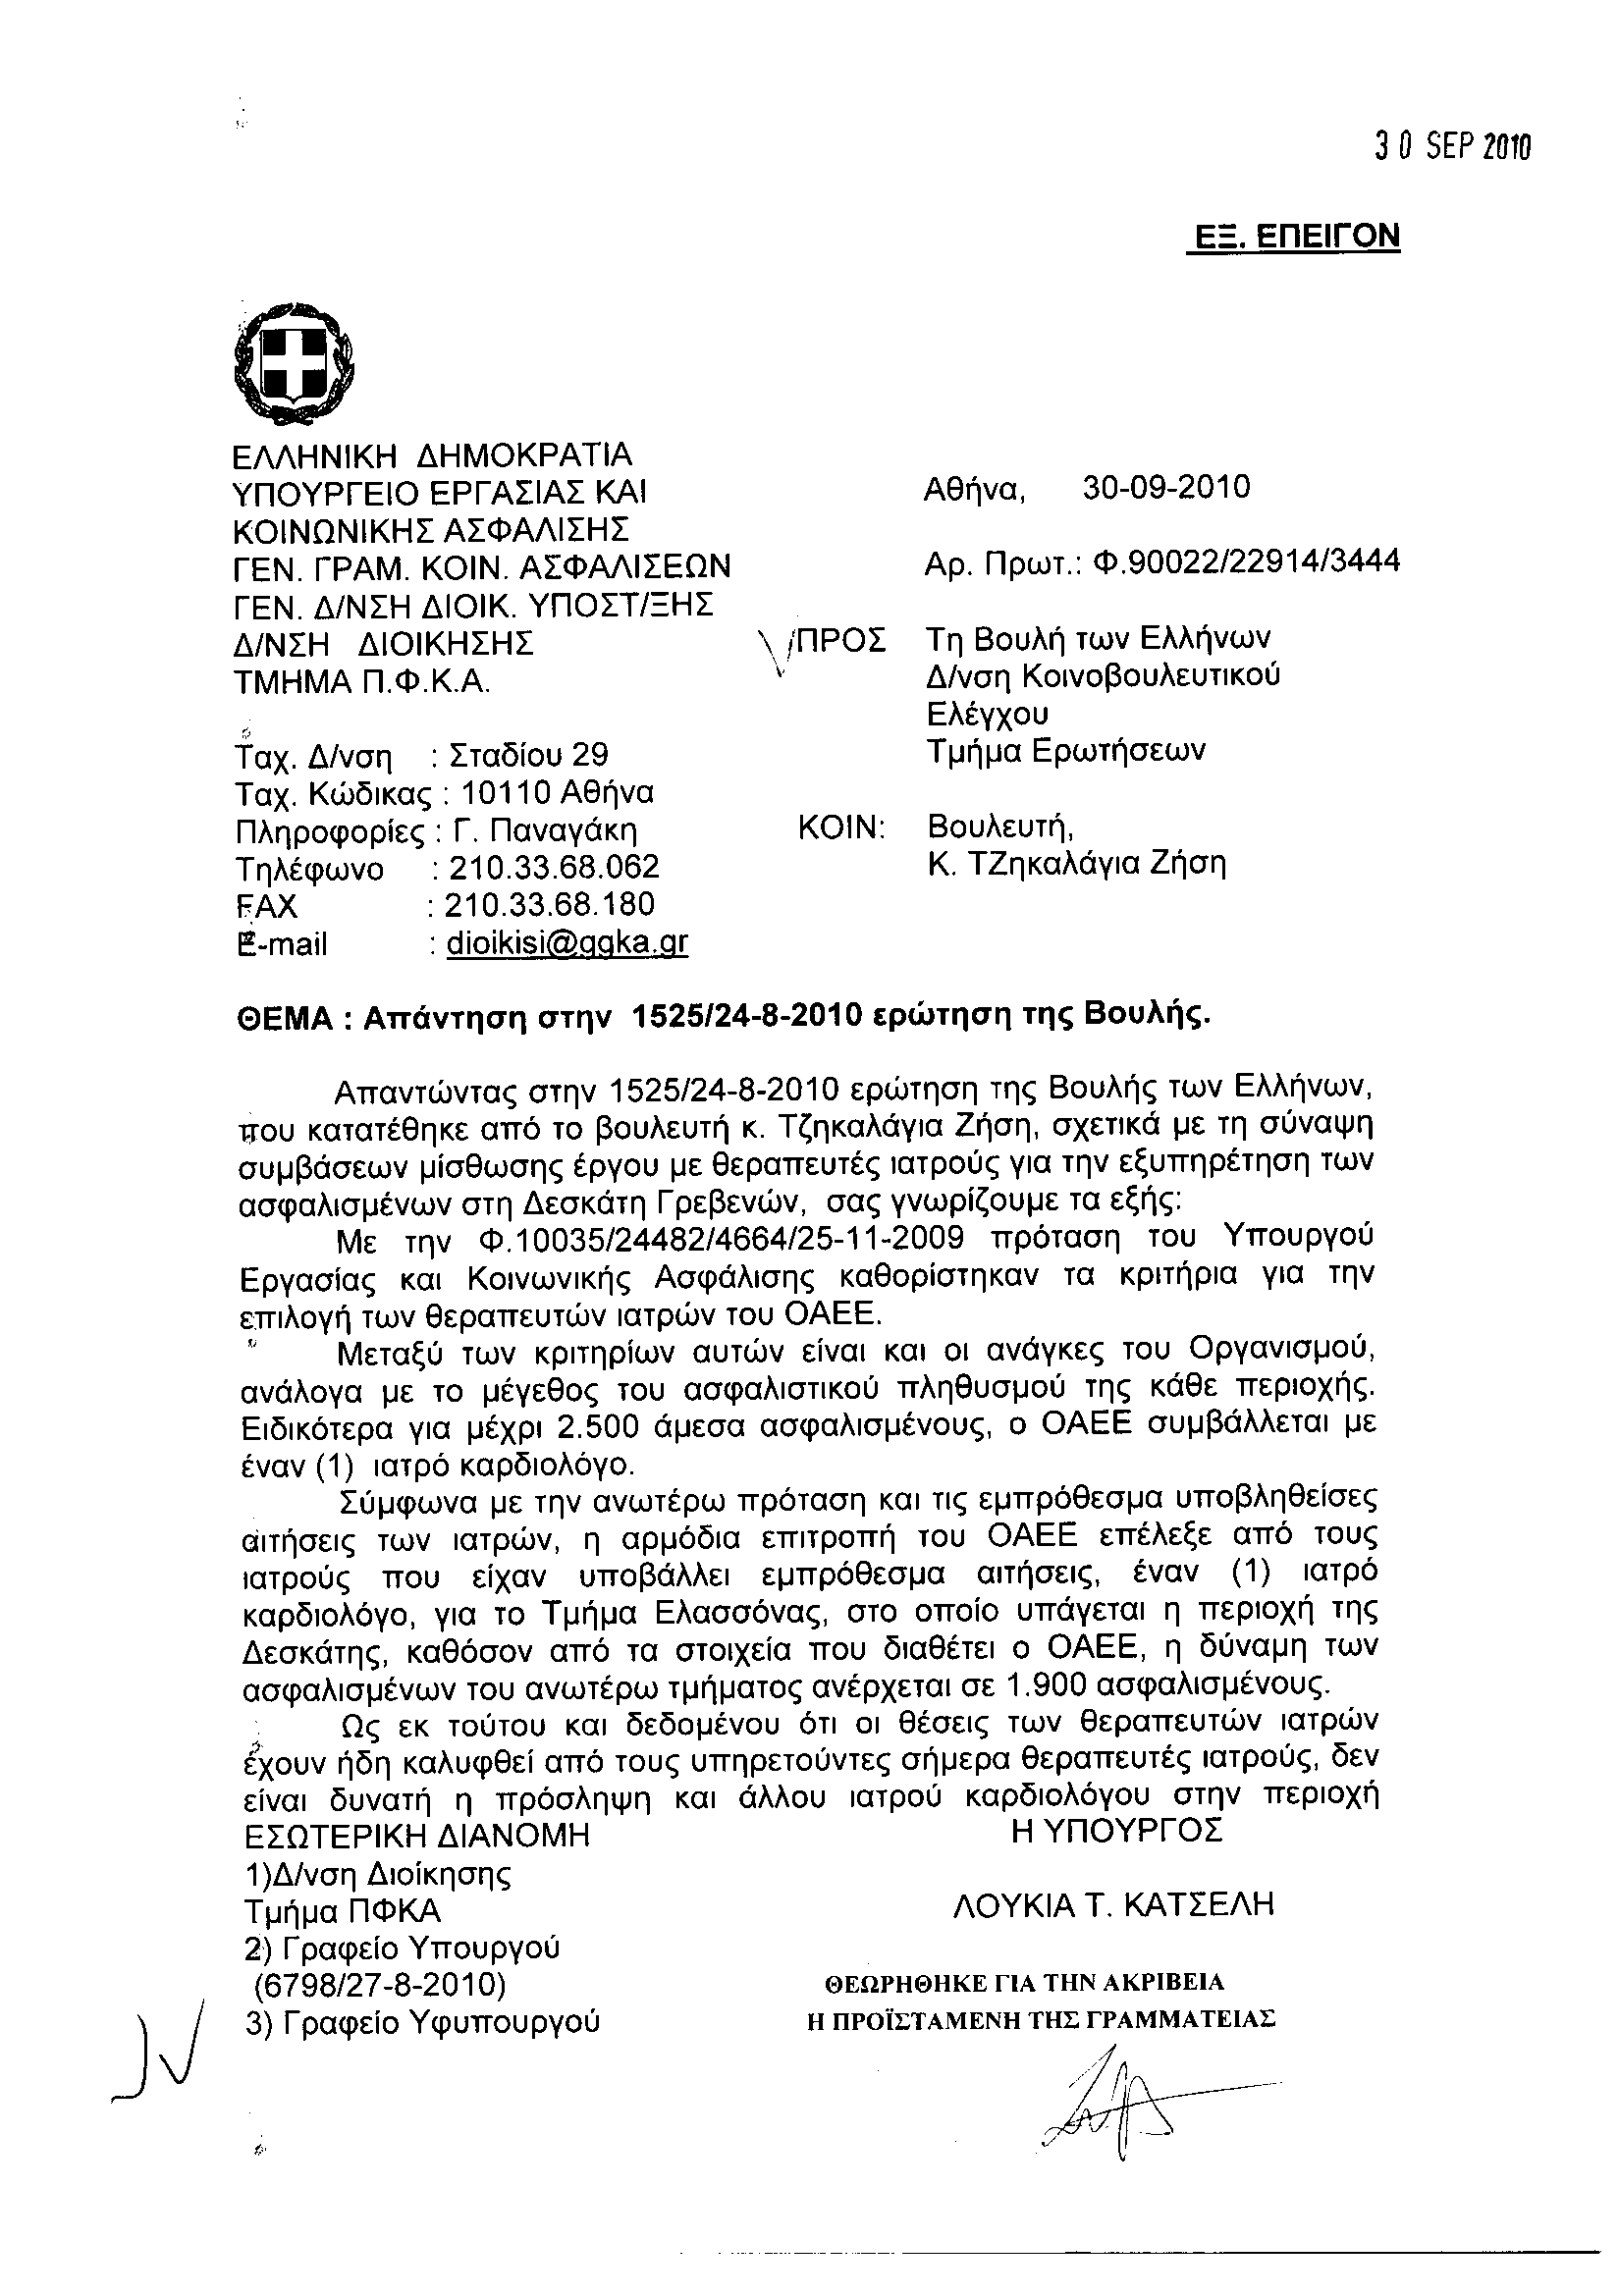 30 SEP 2010
ΕΞ. ΕΠΕΙΓΟΝ
ΕΛΛΗΝΙΚΗ ΔΗΜΟΚΡΑΤΙΑ
ΥΠΟΥΡΓΕΙΟ ΕΡΓΑΣΙΑΣ ΚΑΙ
ΚΟΙΝΩΝΙΚΗΣ ΑΣΦΑΛΙΣΗΣ
ΓΕΝ. ΓΡΑΜ. ΚΟΙΝ. ΑΣΦΑΛΙΣΕΩΝ
ΓΕΝ. Δ/ΝΣΗ ΔΙΟΙΚ. ΥΠΟΣΤ/ΞΗΣ
Δ/ΝΣΗ ΔΙΟΙΚΗΣΗΣ
ΤΜΗΜΑ Π.Φ.Κ.Α.
Ταχ. Δ/νση : Σταδίου 29
Ταχ. Κώδικας : 10110 Αθήνα
Πληροφορίες : Γ. Παναγάκη
Τηλέφωνο : 210.33.68.062
FAX : 210.33.68.180
E-mail : dioikisi@ggka.gr
Αθήνα, 30-09-2010
Αρ. Πρωτ.: Φ.90022/22914/3444
ΠΡΟΣ Τη Βουλή των Ελλήνων
Δ/νση Κοινοβουλευτικού
Ελέγχου
Τμήμα Ερωτήσεων
ΚΟΙΝ: Βουλευτή,
Κ. ΤΖηκαλάγια Ζήση
ΘΕΜΑ : Απάντηση στην 1525/24-8-2010 ερώτηση της Βουλής.
Απαντώντας στην 1525/24-8-2010 ερώτηση της Βουλής των Ελλήνων,
που κατατέθηκε από το βουλευτή κ. Τζηκαλάγια Ζήση, σχετικά με τη σύναψη
συμβάσεων μίσθωσης έργου με θεραπευτές ιατρούς για την εξυπηρέτηση των
ασφαλισμένων στη Δεσκάτη Γρεβενών, σας γνωρίζουμε τα εξής:
Με την Φ.10035/24482/4664/25-11-2009 πρόταση του Υπουργού
Εργασίας και Κοινωνικής Ασφάλισης καθορίστηκαν τα κριτήρια για την
επιλογή των θεραπευτών ιατρών του ΟΑΕΕ.
Μεταξύ των κριτηρίων αυτών είναι και οι ανάγκες του Οργανισμού,
ανάλογα με το μέγεθος του ασφαλιστικού πληθυσμού της κάθε περιοχής.
Ειδικότερα για μέχρι 2.500 άμεσα ασφαλισμένους, ο ΟΑΕΕ συμβάλλεται με
έναν (1) ιατρό καρδιολόγο.
Σύμφωνα με την ανωτέρω πρόταση και τις εμπρόθεσμα υποβληθείσες
αιτήσεις των ιατρών, η αρμόδια επιτροπή του ΟΑΕΕ επέλεξε από τους
ιατρούς που είχαν υποβάλλει εμπρόθεσμα αιτήσεις, έναν (1) ιατρό
καρδιολόγο, για το Τμήμα Ελασσόνας, στο οποίο υπάγεται η περιοχή της
Δεσκάτης, καθόσον από τα στοιχεία που διαθέτει ο ΟΑΕΕ, η δύναμη των
ασφαλισμένων του ανωτέρω τμήματος ανέρχεται σε 1.900 ασφαλισμένους.
Ως εκ τούτου και δεδομένου ότι οι θέσεις των θεραπευτών ιατρών
έχουν ήδη καλυφθεί από τους υπηρετούντες σήμερα θεραπευτές ιατρούς, δεν
είναι δυνατή η πρόσληψη και άλλου ιατρού καρδιολόγου στην περιοχή
ΕΣΩΤΕΡΙΚΗ ΔΙΑΝΟΜΗ
1)Δ/νση Διοίκησης
Τμήμα ΠΦΚΑ
2) Γραφείο Υπουργού
(6798/27-8-2010)
3) Γραφείο Υφυπουργού
Η ΥΠΟΥΡΓΟΣ
ΛΟΥΚΙΑ Τ. ΚΑΤΣΕΛΗ
ΘΕΩΡΗΘΗΚΕ ΓΙΑ ΤΗΝ ΑΚΡΙΒΕΙΑ
Η ΠΡΟΪΣΤΑΜΕΝΗ ΤΗΣ ΓΡΑΜΜΑΤΕΙΑΣ